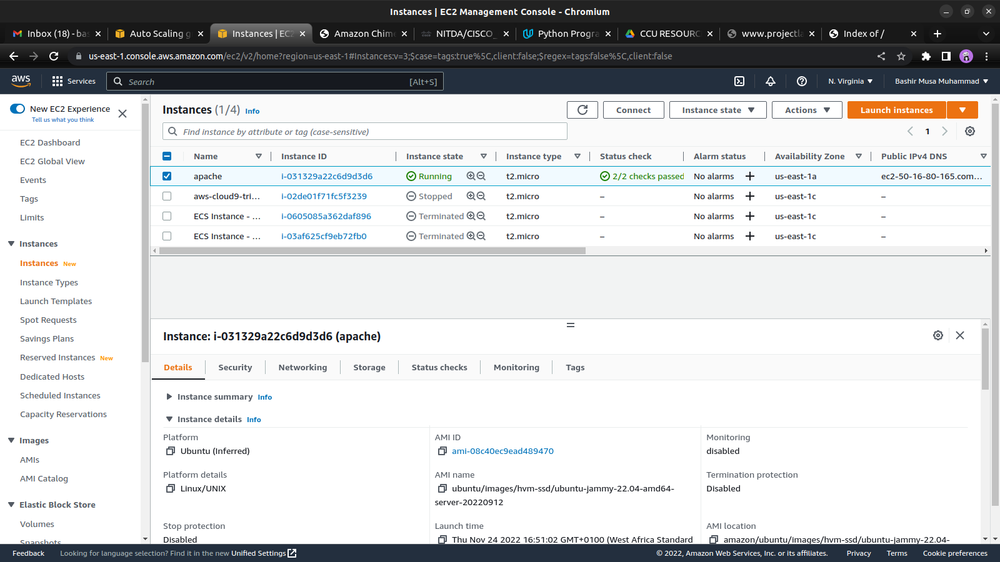 Instances | EC2 Management Console - Chromium
Inbox (18) - bas
Auto Scaling g
Instances | EC2
Amazon Chime
NITDA/CISCO_
Python Progra
CCU RESOURC
www.projectla
Index of /
us-east-1.console.aws.amazon.com/ec2/v2/home?region=us-east-1#Instances:v=3;$case=tags:true%5C,client:false;$regex=tags:false%5C,client:false
aws
Services
Search
[Alt+S]
N. Virginia
Bashir Musa Muhammad
New EC2 Experience
Tell us what you think
EC2 Dashboard
EC2 Global View
Events
Tags
Limits
Instances
Instances New
Instance Types
Launch Templates
Spot Requests
Savings Plans
Reserved Instances New
Dedicated Hosts
Scheduled Instances
Capacity Reservations
Images
AMIs
AMI Catalog
Elastic Block Store
Volumes
Snapshots
Instances (1/4) Info
Connect
Instance state
Actions
Launch instances
Find instance by attribute or tag (case-sensitive)
1
Name Instance ID Instance state Instance type Status check Alarm status Availability Zone Public IPv4 DNS
apache i-031329a22c6d9d3d6 Running t2.micro 2/2 checks passed No alarms us-east-1a ec2-50-16-80-165.com...
aws-cloud9-tri... i-02de01f71fc5f3239 Stopped t2.micro – No alarms us-east-1c –
ECS Instance - ... i-0605085a362daf896 Terminated t2.micro – No alarms us-east-1c –
ECS Instance - ... i-03af625cf9eb72fb0 Terminated t2.micro – No alarms us-east-1c –
Instance: i-031329a22c6d9d3d6 (apache)
Details Security Networking Storage Status checks Monitoring Tags
Instance summary Info
Instance details Info
Platform
Ubuntu (Inferred)
AMI ID
ami-08c40ec9ead489470
Monitoring
disabled
Platform details
Linux/UNIX
AMI name
ubuntu/images/hvm-ssd/ubuntu-jammy-22.04-amd64-
server-20220912
Termination protection
Disabled
Stop protection
Disabled
Launch time
Thu Nov 24 2022 16:51:02 GMT+0100 (West Africa Standard
AMI location
amazon/ubuntu/images/hvm-ssd/ubuntu-jammy-22.04-
Feedback
Looking for language selection? Find it in the new Unified Settings
© 2022, Amazon Web Services, Inc. or its affiliates.
Privacy
Terms
Cookie preferences